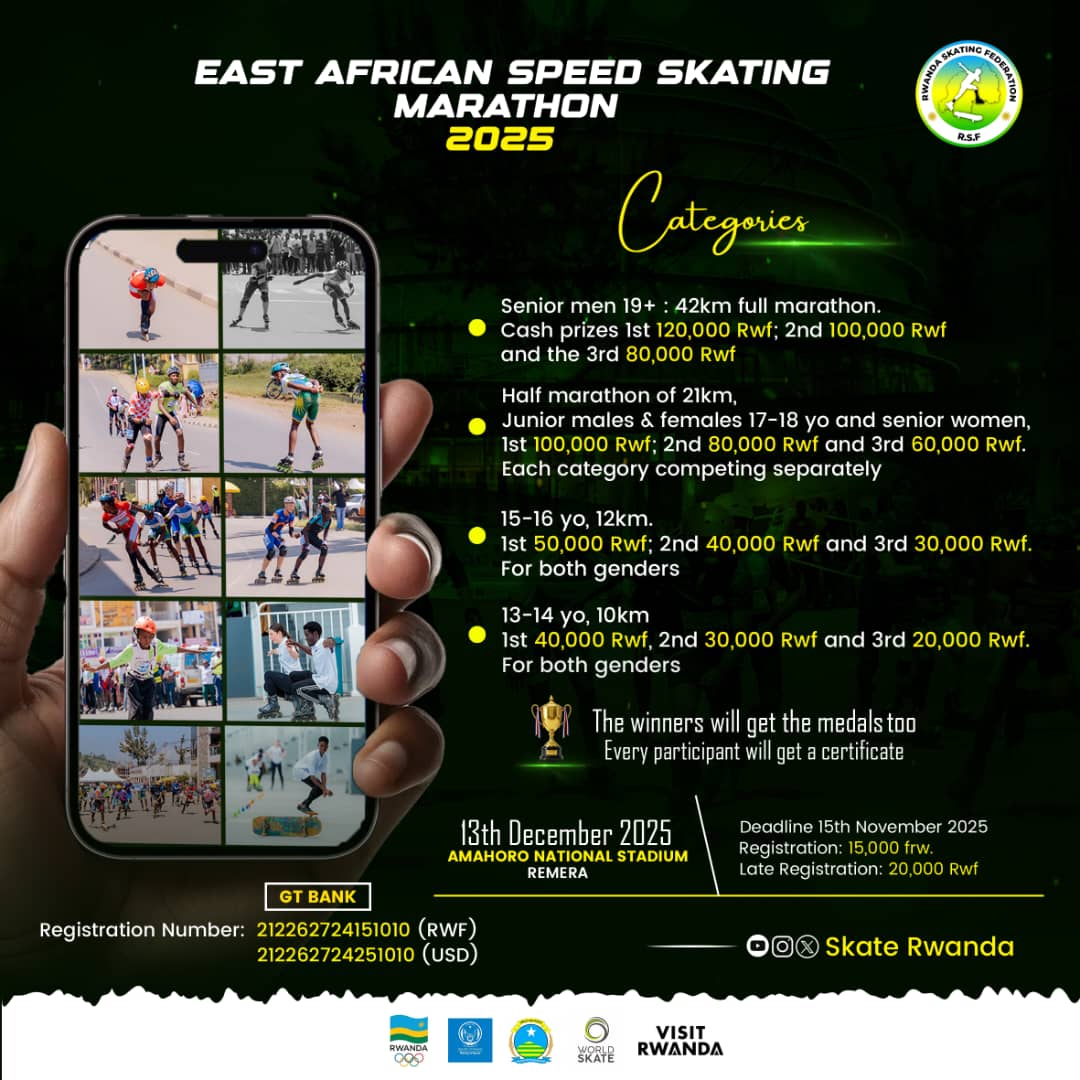 EAST AFRICAN SPEED SKATING
MARATHON
2025
RWANDA SKATING FEDERATION
R.S.F
Categories
Senior men 19+ : 42km full marathon.
Cash prizes 1st 120,000 Rwf; 2nd 100,000 Rwf
and the 3rd 80,000 Rwf
Half marathon of 21km,
Junior males & females 17-18 yo and senior women,
1st 100,000 Rwf; 2nd 80,000 Rwf and 3rd 60,000 Rwf.
Each category competing separately
15-16 yo, 12km.
1st 50,000 Rwf; 2nd 40,000 Rwf and 3rd 30,000 Rwf.
For both genders
13-14 yo, 10km
1st 40,000 Rwf, 2nd 30,000 Rwf and 3rd 20,000 Rwf.
For both genders
The winners will get the medals too
Every participant will get a certificate
13th December 2025
AMAHORO NATIONAL STADIUM
REMERA
Deadline 15th November 2025
Registration: 15,000 frw.
Late Registration: 20,000 Rwf
GT BANK
Registration Number: 212262724151010 (RWF)
212262724251010 (USD)
Skate Rwanda
RWANDA
WORLD
SKATE
VISIT
RWANDA